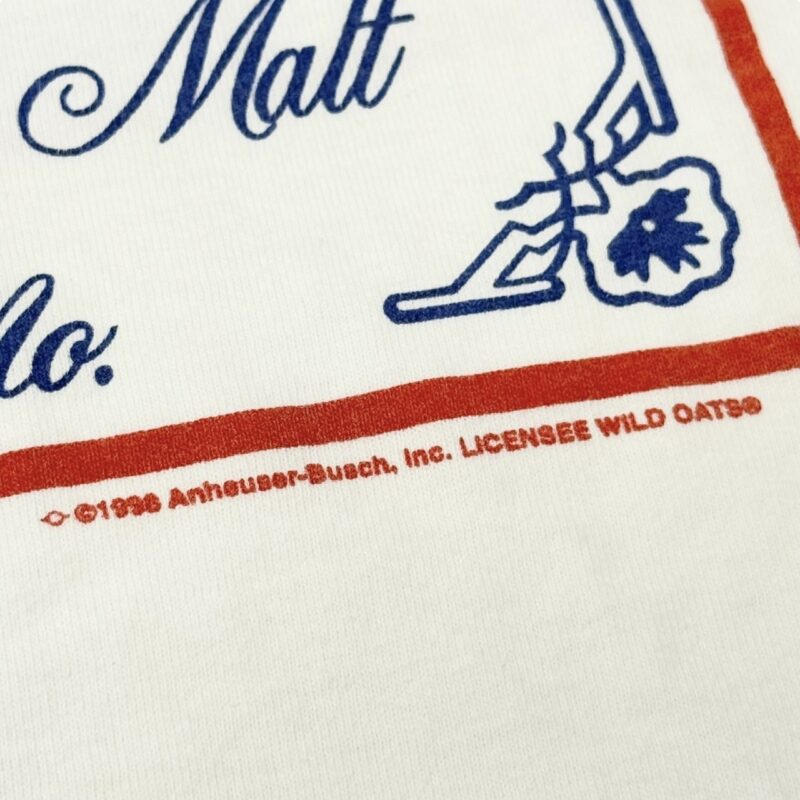 Malt
lo.
©1996 Anheuser-Busch, Inc. LICENSEE WILD OATS®